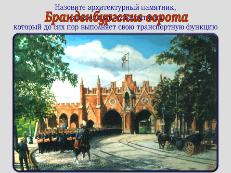 Назовите архитектурный памятник,
Бранденбургские ворота
который до сих пор выполняет свою транспортную функцию